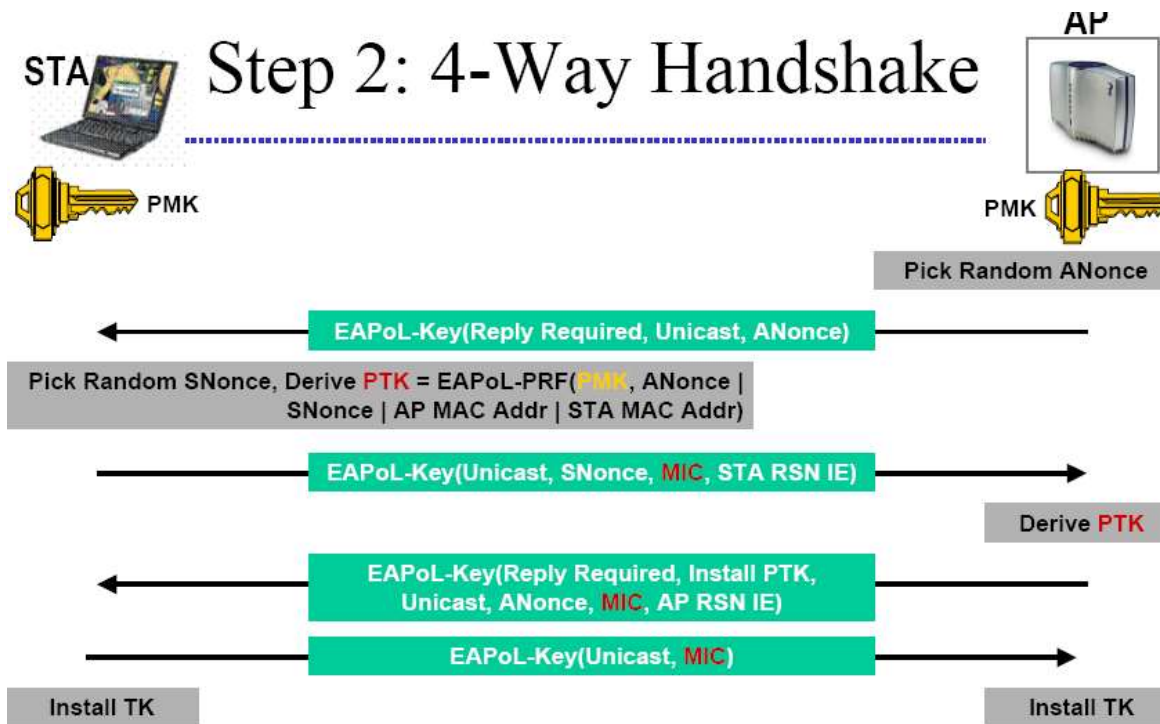 STA
Step 2: 4-Way Handshake
AP
PMK
PMK
Pick Random ANonce
EAPoL-Key(Reply Required, Unicast, ANonce)
Pick Random SNonce, Derive PTK = EAPoL-PRF(PMK, ANonce |
SNonce | AP MAC Addr | STA MAC Addr)
EAPoL-Key(Unicast, SNonce, MIC, STA RSN IE)
Derive PTK
EAPoL-Key(Reply Required, Install PTK,
Unicast, ANonce, MIC, AP RSN IE)
EAPoL-Key(Unicast, MIC)
Install TK
Install TK